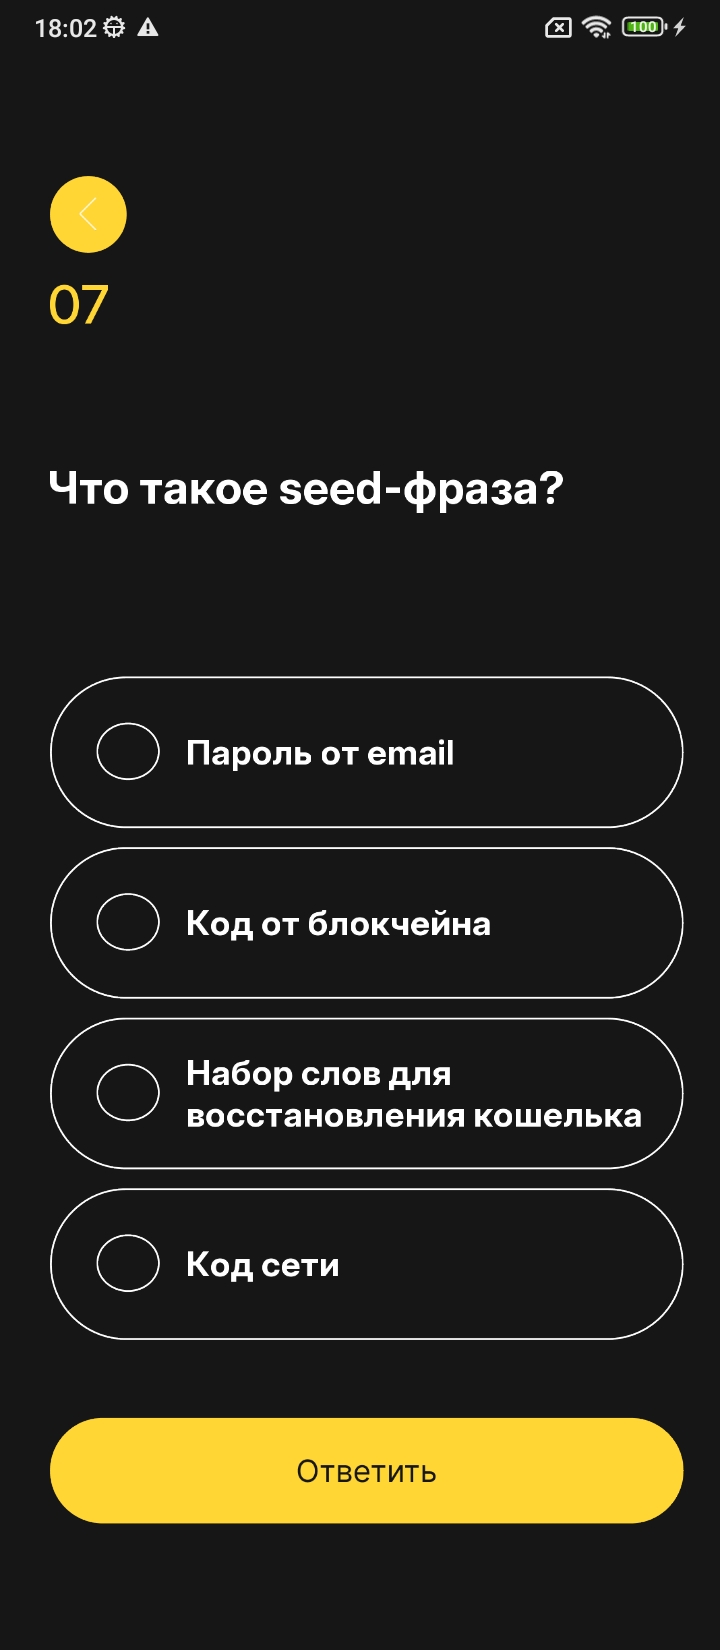 18:02
100
07
Что такое seed-фраза?
Пароль от email
Код от блокчейна
Набор слов для
восстановления кошелька
Код сети
Ответить